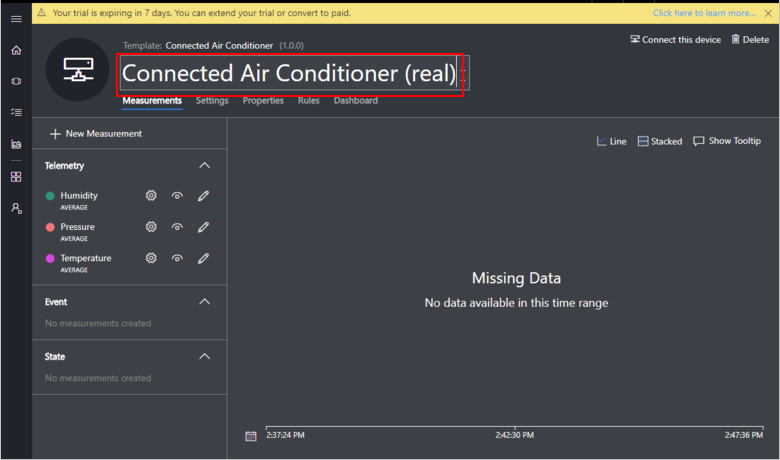 Your trial is expiring in 7 days. You can extend your trial or convert to paid.
Click here to learn more...
Template: Connected Air Conditioner (1.0.0)
Connect this device
Delete
Connected Air Conditioner (real)
Measurements Settings Properties Rules Dashboard
New Measurement
Line
Stacked
Show Tooltip
Telemetry
Humidity
AVERAGE
Pressure
AVERAGE
Temperature
AVERAGE
Missing Data
No data available in this time range
Event
No measurements created
State
No measurements created
2:37:24 PM 2:42:30 PM 2:47:36 PM